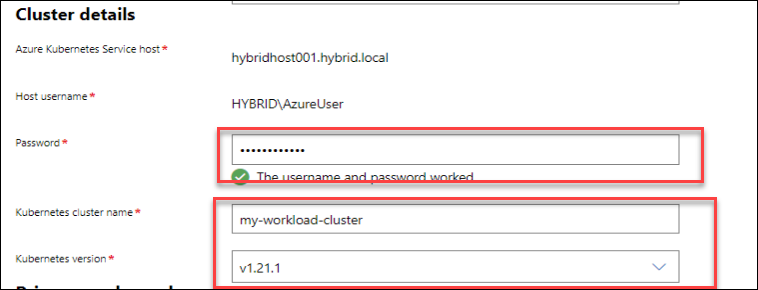 Cluster details
Azure Kubernetes Service host *
hybridhost001.hybrid.local
Host username *
HYBRID\AzureUser
Password *
••••••••••••
The username and password worked
Kubernetes cluster name *
my-workload-cluster
Kubernetes version *
v1.21.1